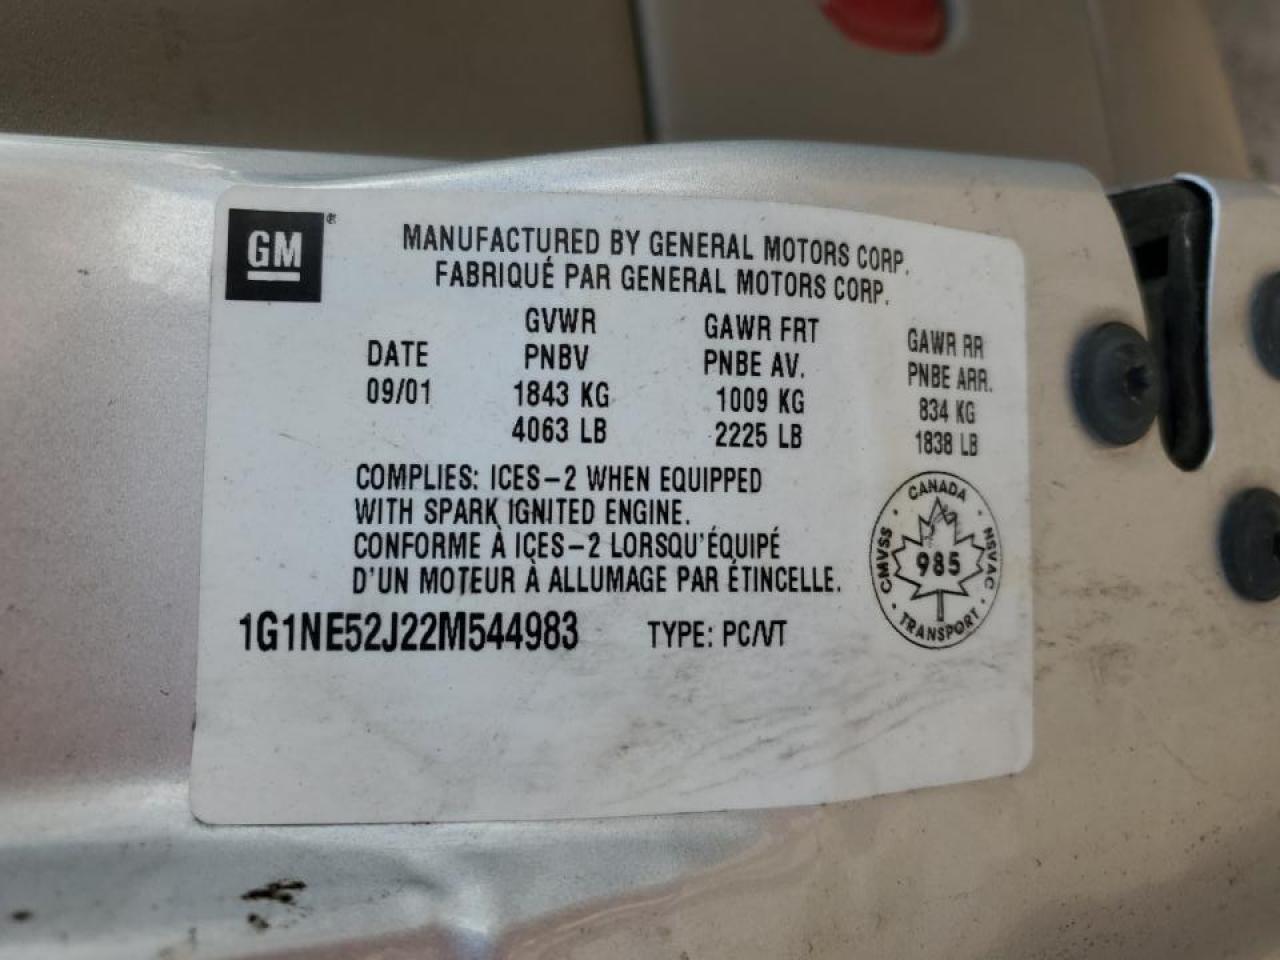 GM®
MANUFACTURED BY GENERAL MOTORS CORP.
FABRIQUÉ PAR GENERAL MOTORS CORP.
GVWR GAWR FRT GAWR RR
DATE PNBV PNBE AV. PNBE ARR.
09/01 1843 KG 1009 KG 834 KG
4063 LB 2225 LB 1838 LB
COMPLIES: ICES-2 WHEN EQUIPPED
WITH SPARK IGNITED ENGINE.
CONFORME À ICES-2 LORSQU'ÉQUIPÉ
D'UN MOTEUR À ALLUMAGE PAR ÉTINCELLE.
CANADA
CMVSS 985 NSVAC
TRANSPORT
1G1NE52J22M544983 TYPE: PC/VT